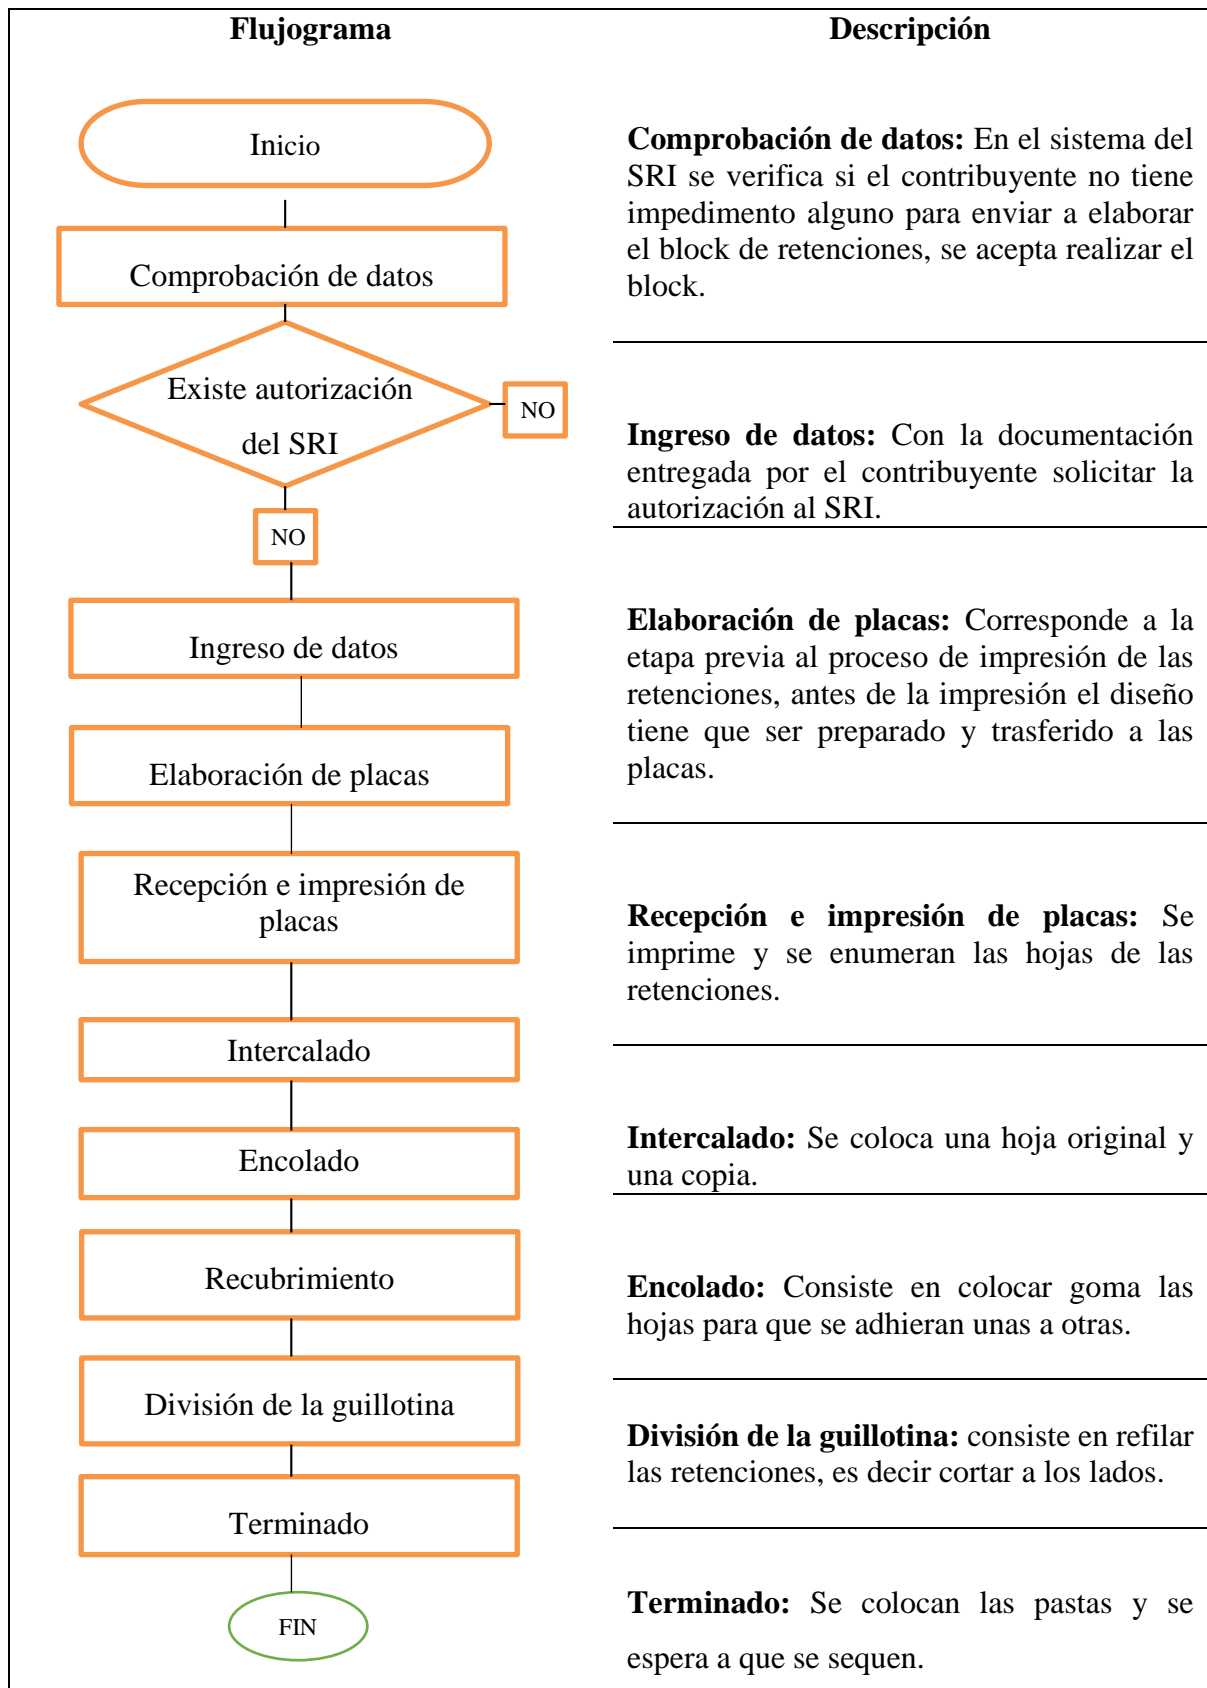 Flujograma
Inicio
Comprobación de datos
Existe autorización
del SRI
NO
NO
Ingreso de datos
Elaboración de placas
Recepción e impresión de
placas
Intercalado
Encolado
Recubrimiento
División de la guillotina
Terminado
FIN
Descripción
Comprobación de datos: En el sistema del
SRI se verifica si el contribuyente no tiene
impedimento alguno para enviar a elaborar
el block de retenciones, se acepta realizar el
block.
Ingreso de datos: Con la documentación
entregada por el contribuyente solicitar la
autorización al SRI.
Elaboración de placas: Corresponde a la
etapa previa al proceso de impresión de las
retenciones, antes de la impresión el diseño
tiene que ser preparado y trasferido a las
placas.
Recepción e impresión de placas: Se
imprime y se enumeran las hojas de las
retenciones.
Intercalado: Se coloca una hoja original y
una copia.
Encolado: Consiste en colocar goma las
hojas para que se adhieran unas a otras.
División de la guillotina: consiste en refilar
las retenciones, es decir cortar a los lados.
Terminado: Se colocan las pastas y se
espera a que se sequen.